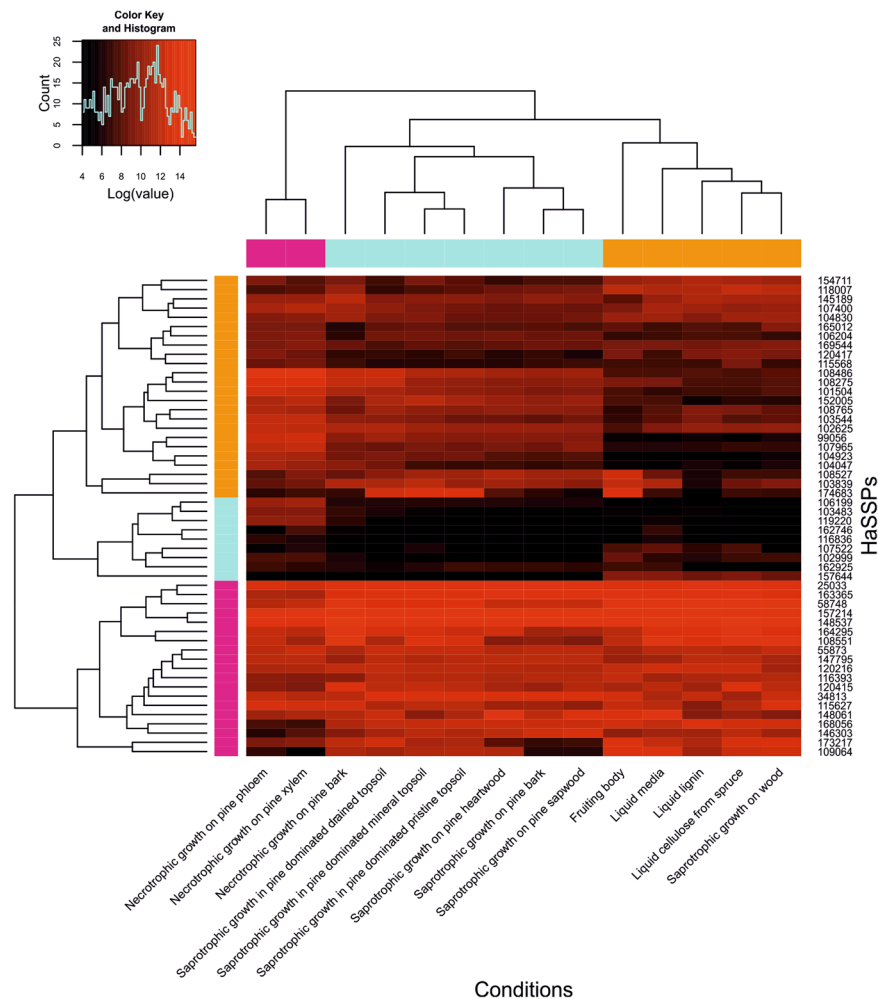 Color Key
and Histogram
Count
0 5 10 15 20 25
4 6 8 10 12 14
Log(value)
154711
118007
145189
107400
104830
165012
106204
169544
120417
115568
108486
108275
101504
152005
108765
103544
102625
99056
107965
104923
104047
108527
103839
174683
106199
103483
119220
162746
116836
107522
102999
162925
157644
25033
163365
58748
157214
148537
164295
108551
55873
147795
120216
116393
120415
34813
115627
148061
168056
146303
173217
109064
HaSSPs
Necrotrophic growth on pine phloem
Necrotrophic growth on pine xylem
Necrotrophic growth on pine bark
Saprotrophic growth in pine dominated drained topsoil
Saprotrophic growth in pine dominated mineral topsoil
Saprotrophic growth in pine dominated pristine topsoil
Saprotrophic growth on pine heartwood
Saprotrophic growth on pine bark
Saprotrophic growth on pine sapwood
Fruiting body
Liquid media
Liquid lignin
Liquid cellulose from spruce
Saprotrophic growth on wood
Conditions